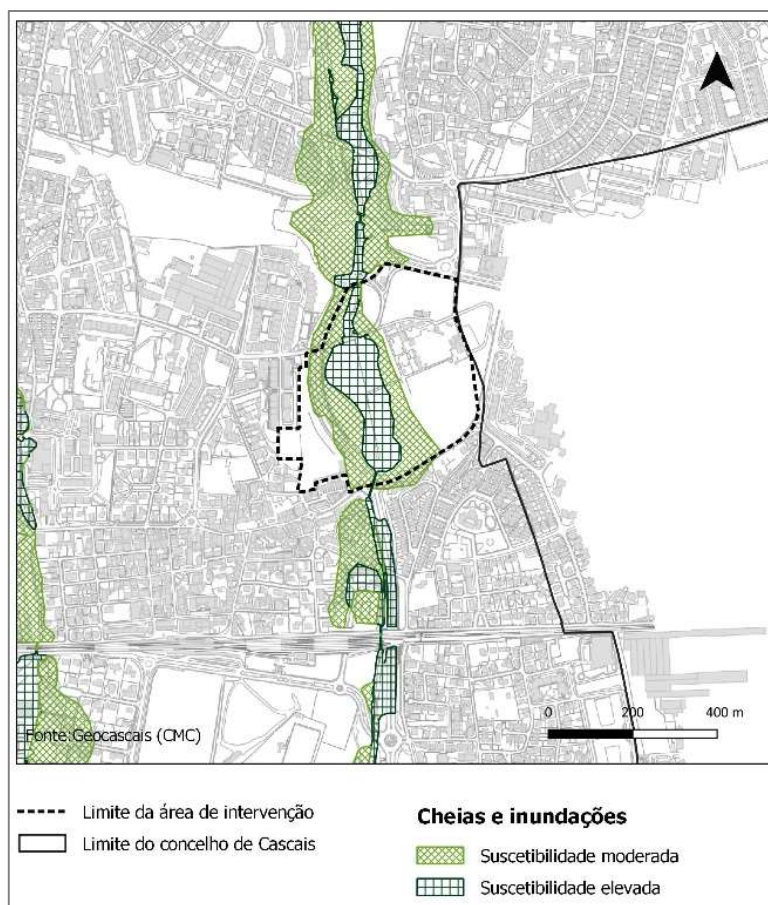 0 200 400 m
Fonte:Geocascais (CMC)
Limite da área de intervenção
Limite do concelho de Cascais
Cheias e inundações
Suscetibilidade moderada
Suscetibilidade elevada